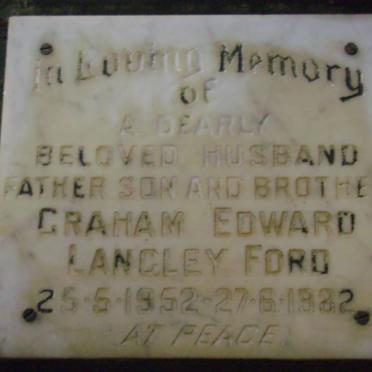 In Loving Memory
of
A DEARLY
BELOVED HUSBAND
FATHER SON AND BROTHE
GRAHAM EDWARD
LANGLEY FORD
25·5·1952-27·6·1982
AT PEACE